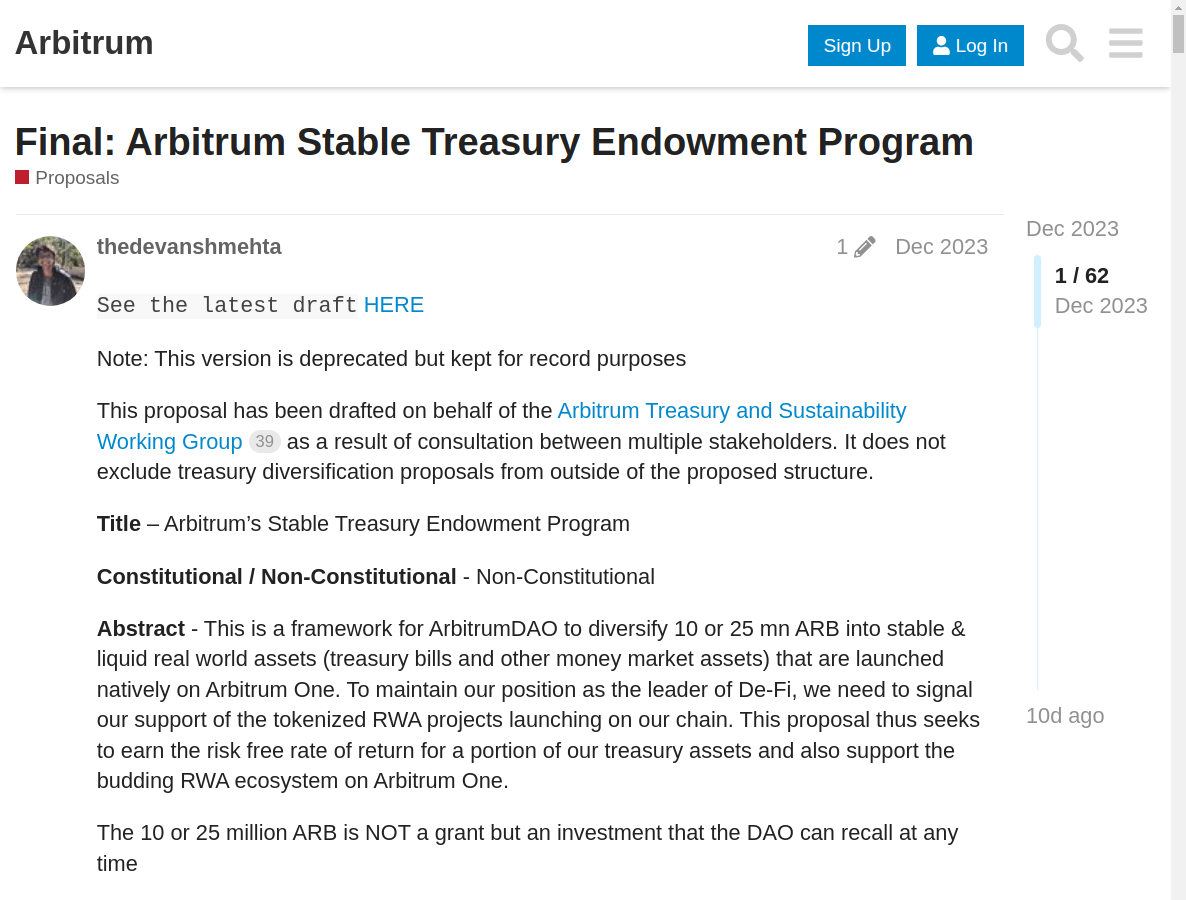 Arbitrum
Sign Up
Log In
Final: Arbitrum Stable Treasury Endowment Program
Proposals
thedevanshmehta
1
Dec 2023
See the latest draft HERE
Note: This version is deprecated but kept for record purposes
This proposal has been drafted on behalf of the Arbitrum Treasury and Sustainability
Working Group 39 as a result of consultation between multiple stakeholders. It does not
exclude treasury diversification proposals from outside of the proposed structure.
Title – Arbitrum’s Stable Treasury Endowment Program
Constitutional / Non-Constitutional - Non-Constitutional
Abstract - This is a framework for ArbitrumDAO to diversify 10 or 25 mn ARB into stable &
liquid real world assets (treasury bills and other money market assets) that are launched
natively on Arbitrum One. To maintain our position as the leader of De-Fi, we need to signal
our support of the tokenized RWA projects launching on our chain. This proposal thus seeks
to earn the risk free rate of return for a portion of our treasury assets and also support the
budding RWA ecosystem on Arbitrum One.
The 10 or 25 million ARB is NOT a grant but an investment that the DAO can recall at any
time
Dec 2023
1 / 62
Dec 2023
10d ago